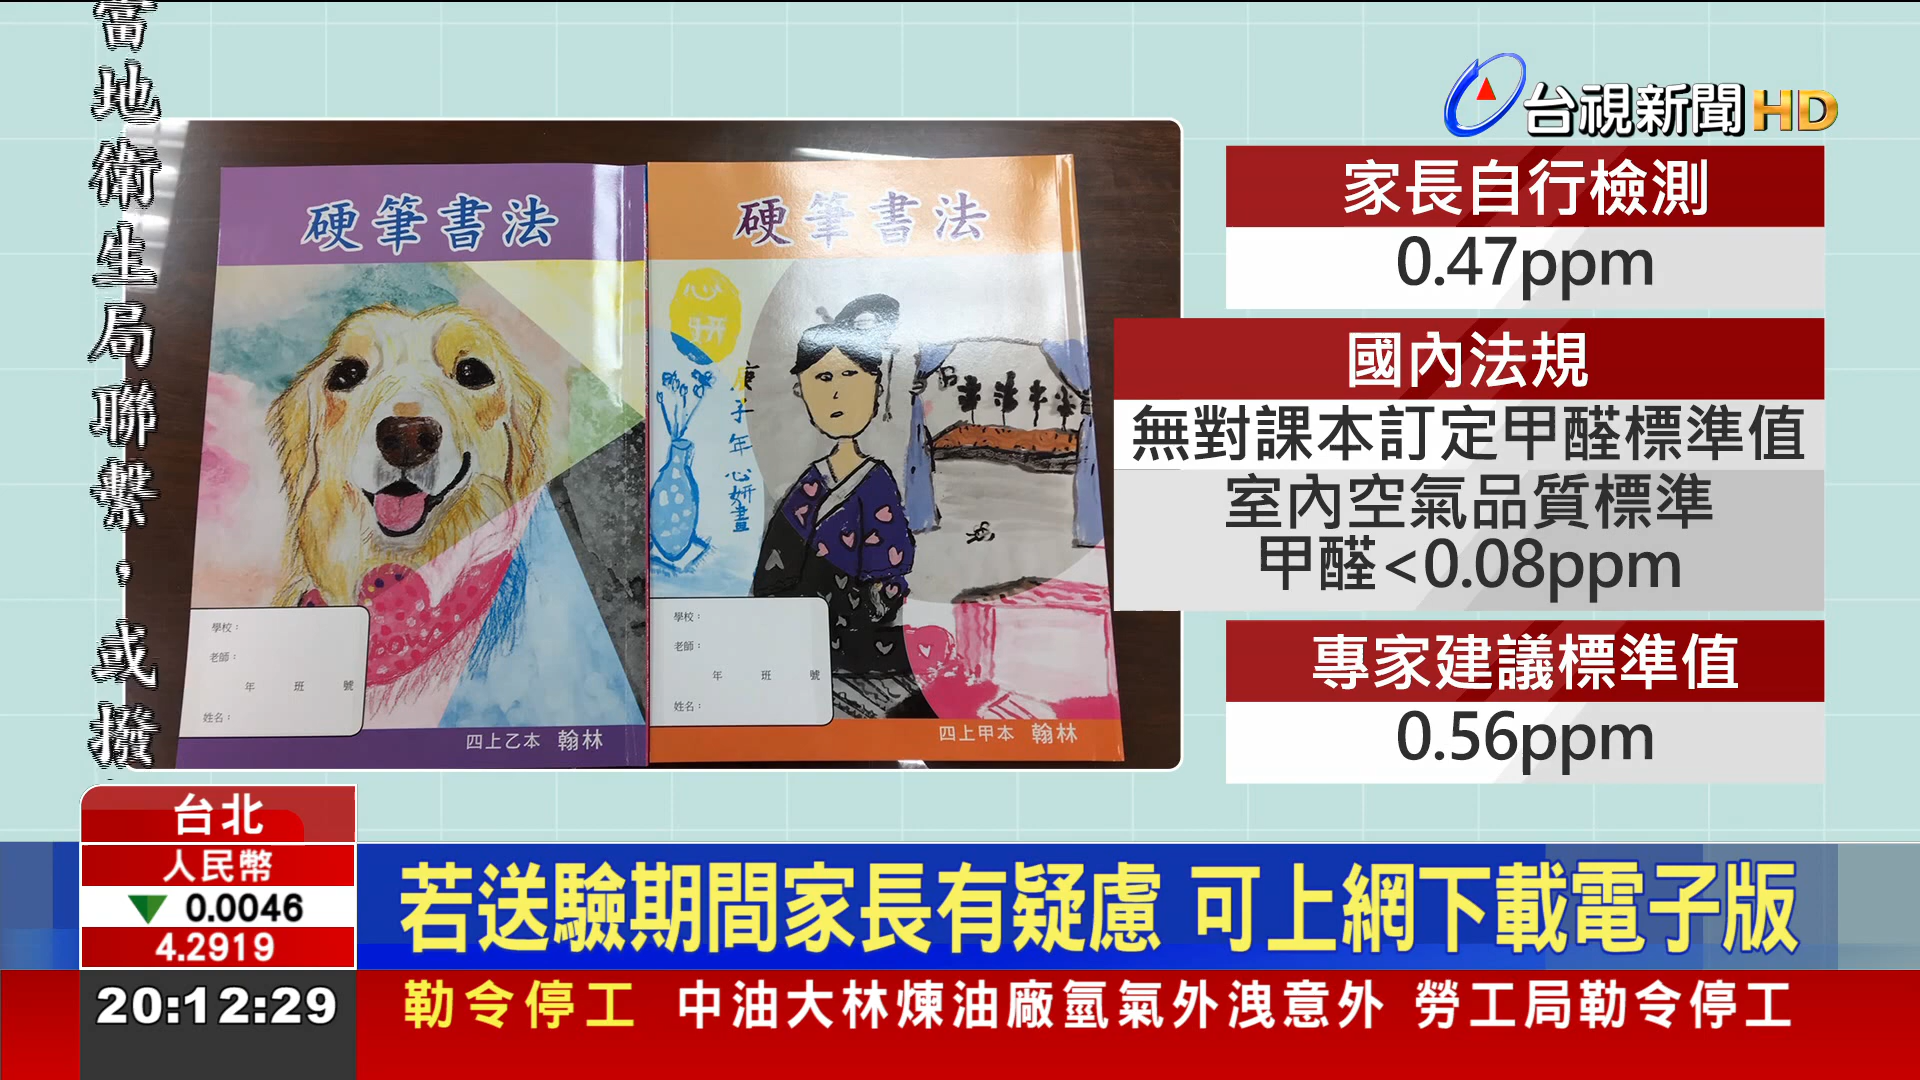 當地衛生局聯繫，或撥
台視新聞HD
硬筆書法
學校：
老師：
年 班 號
姓名：
四上乙本 翰林
硬筆書法
心妍
庚子年心妍畫
學校：
老師：
年 班 號
姓名：
四上甲本 翰林
家長自行檢測
0.47ppm
國內法規
無對課本訂定甲醛標準值
室內空氣品質標準
甲醛<0.08ppm
專家建議標準值
0.56ppm
台北
人民幣
▼ 0.0046
4.2919
20:12:29
若送驗期間家長有疑慮 可上網下載電子版
勒令停工 中油大林煉油廠氫氣外洩意外 勞工局勒令停工